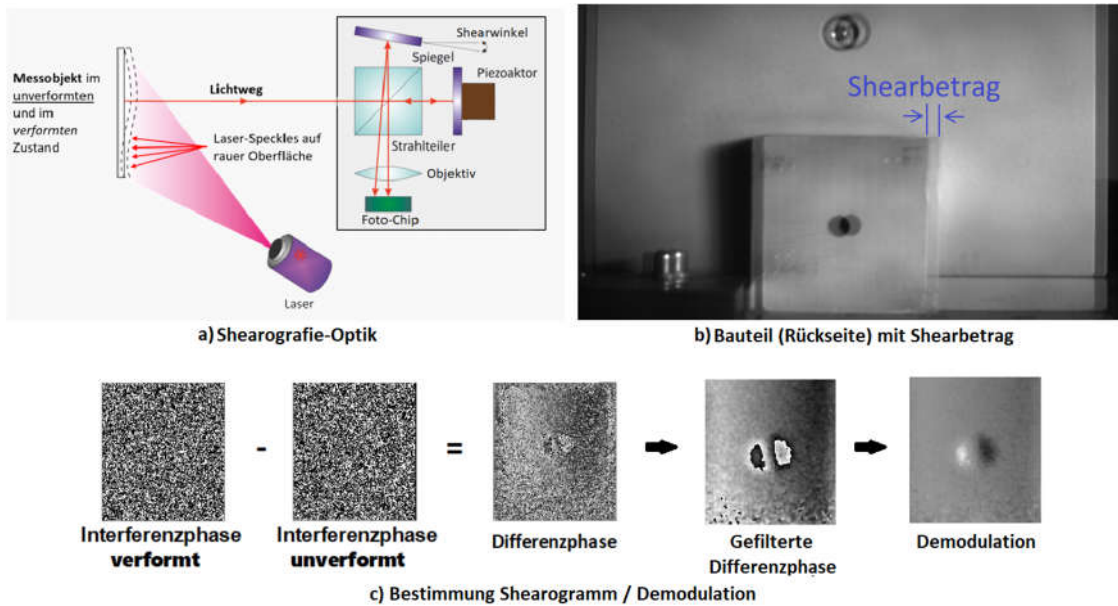 Messobjekt im
unverformten
und im
verformten
Zustand
Lichtweg
Laser-Speckles auf
rauer Oberfläche
Laser
Shearwinkel
Spiegel
Piezoaktor
Strahlteiler
Objektiv
Foto-Chip
a) Shearografie-Optik
Shearbetrag
b) Bauteil (Rückseite) mit Shearbetrag
-
=
Interferenzphase
verformt
Interferenzphase
unverformt
Differenzphase
Gefilterte
Differenzphase
Demodulation
c) Bestimmung Shearogramm / Demodulation